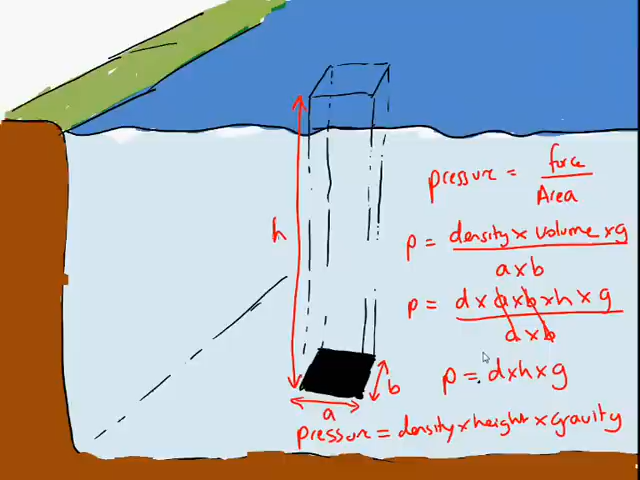 pressure = force / Area
h
p = density x volume x g / a x b
p = d x a x b x h x g / a x b
p = d x h x g
b
a
pressure = density x height x gravity